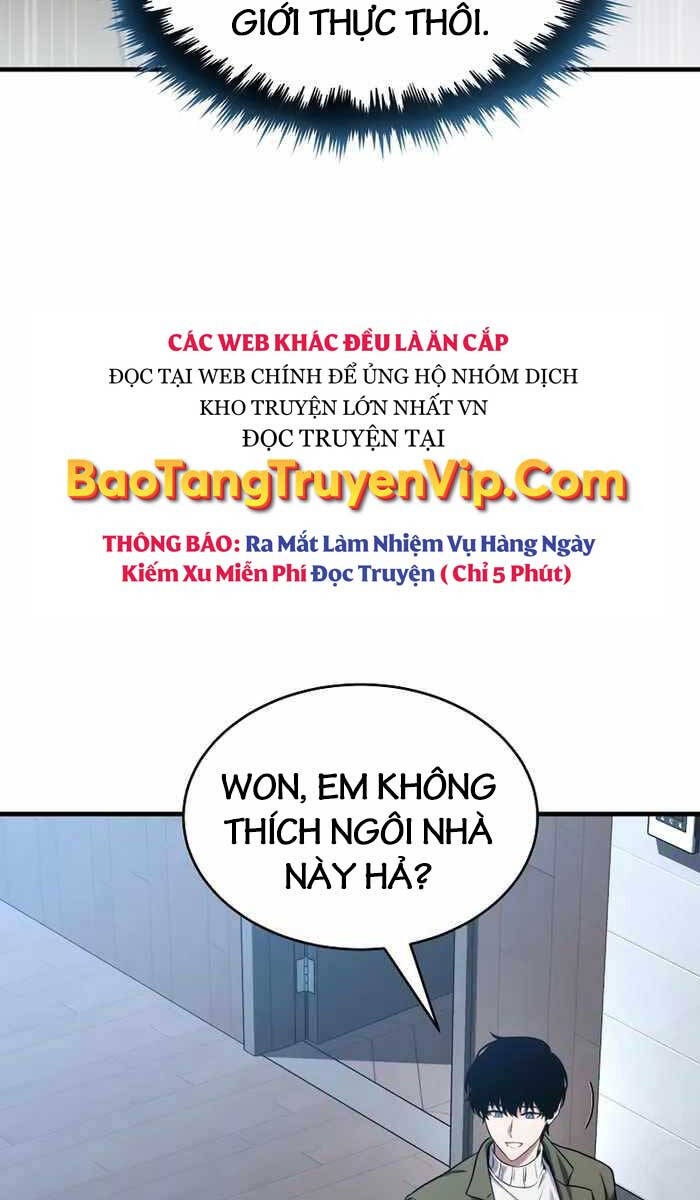 GIỚI THỰC THÔI.
CÁC WEB KHÁC ĐỀU LÀ ĂN CẮP
ĐỌC TẠI WEB CHÍNH ĐỂ ỦNG HỘ NHÓM DỊCH
KHO TRUYỆN LỚN NHẤT VN
ĐỌC TRUYỆN TẠI
BaoTangTruyenVip.Com
THÔNG BÁO: Ra Mắt Làm Nhiệm Vụ Hàng Ngày
Kiếm Xu Miễn Phí Đọc Truyện ( Chỉ 5 Phút)
WON, EM KHÔNG
THÍCH NGÔI NHÀ
NÀY HẢ?